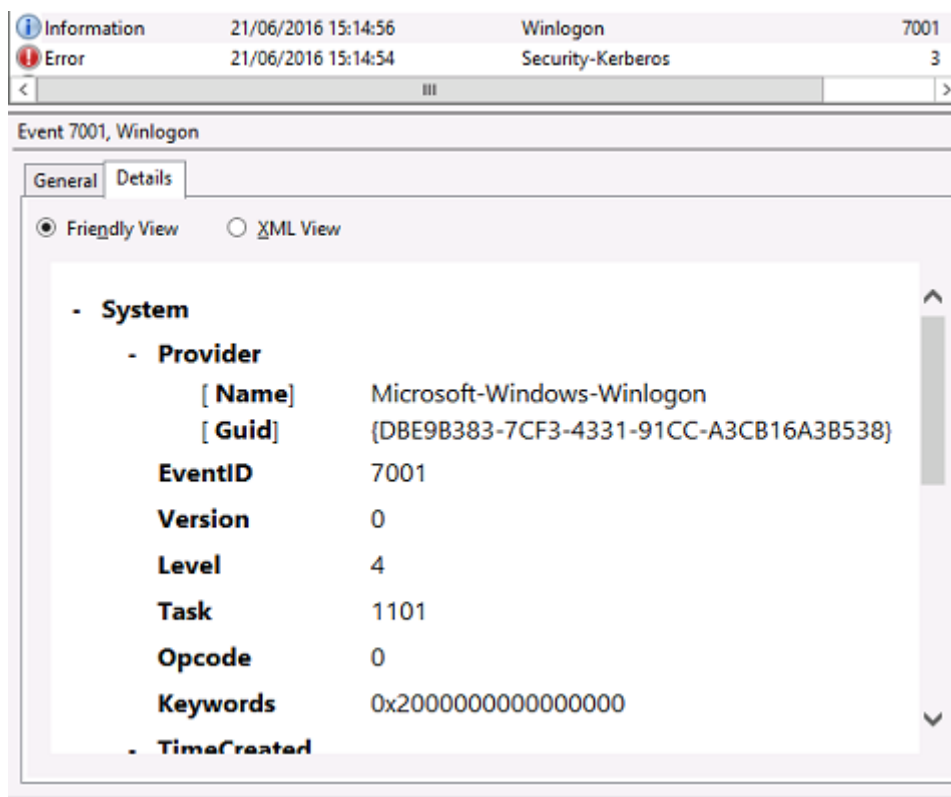 Information 21/06/2016 15:14:56 Winlogon 7001
Error 21/06/2016 15:14:54 Security-Kerberos 3
Event 7001, Winlogon
General Details
Friendly View XML View
- System
- Provider
[ Name] Microsoft-Windows-Winlogon
[ Guid] {DBE9B383-7CF3-4331-91CC-A3CB16A3B538}
EventID 7001
Version 0
Level 4
Task 1101
Opcode 0
Keywords 0x2000000000000000
- TimeCreated